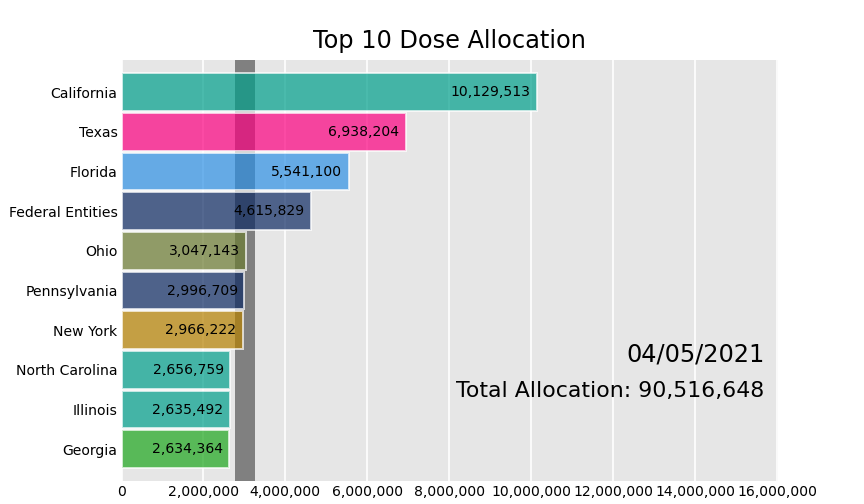 Top 10 Dose Allocation
California 10,129,513
Texas 6,938,204
Florida 5,541,100
Federal Entities 4,615,829
Ohio 3,047,143
Pennsylvania 2,996,709
New York 2,966,222
04/05/2021
North Carolina 2,656,759
Total Allocation: 90,516,648
Illinois 2,635,492
Georgia 2,634,364
0 2,000,000 4,000,000 6,000,000 8,000,000 10,000,000 12,000,000 14,000,000 16,000,000